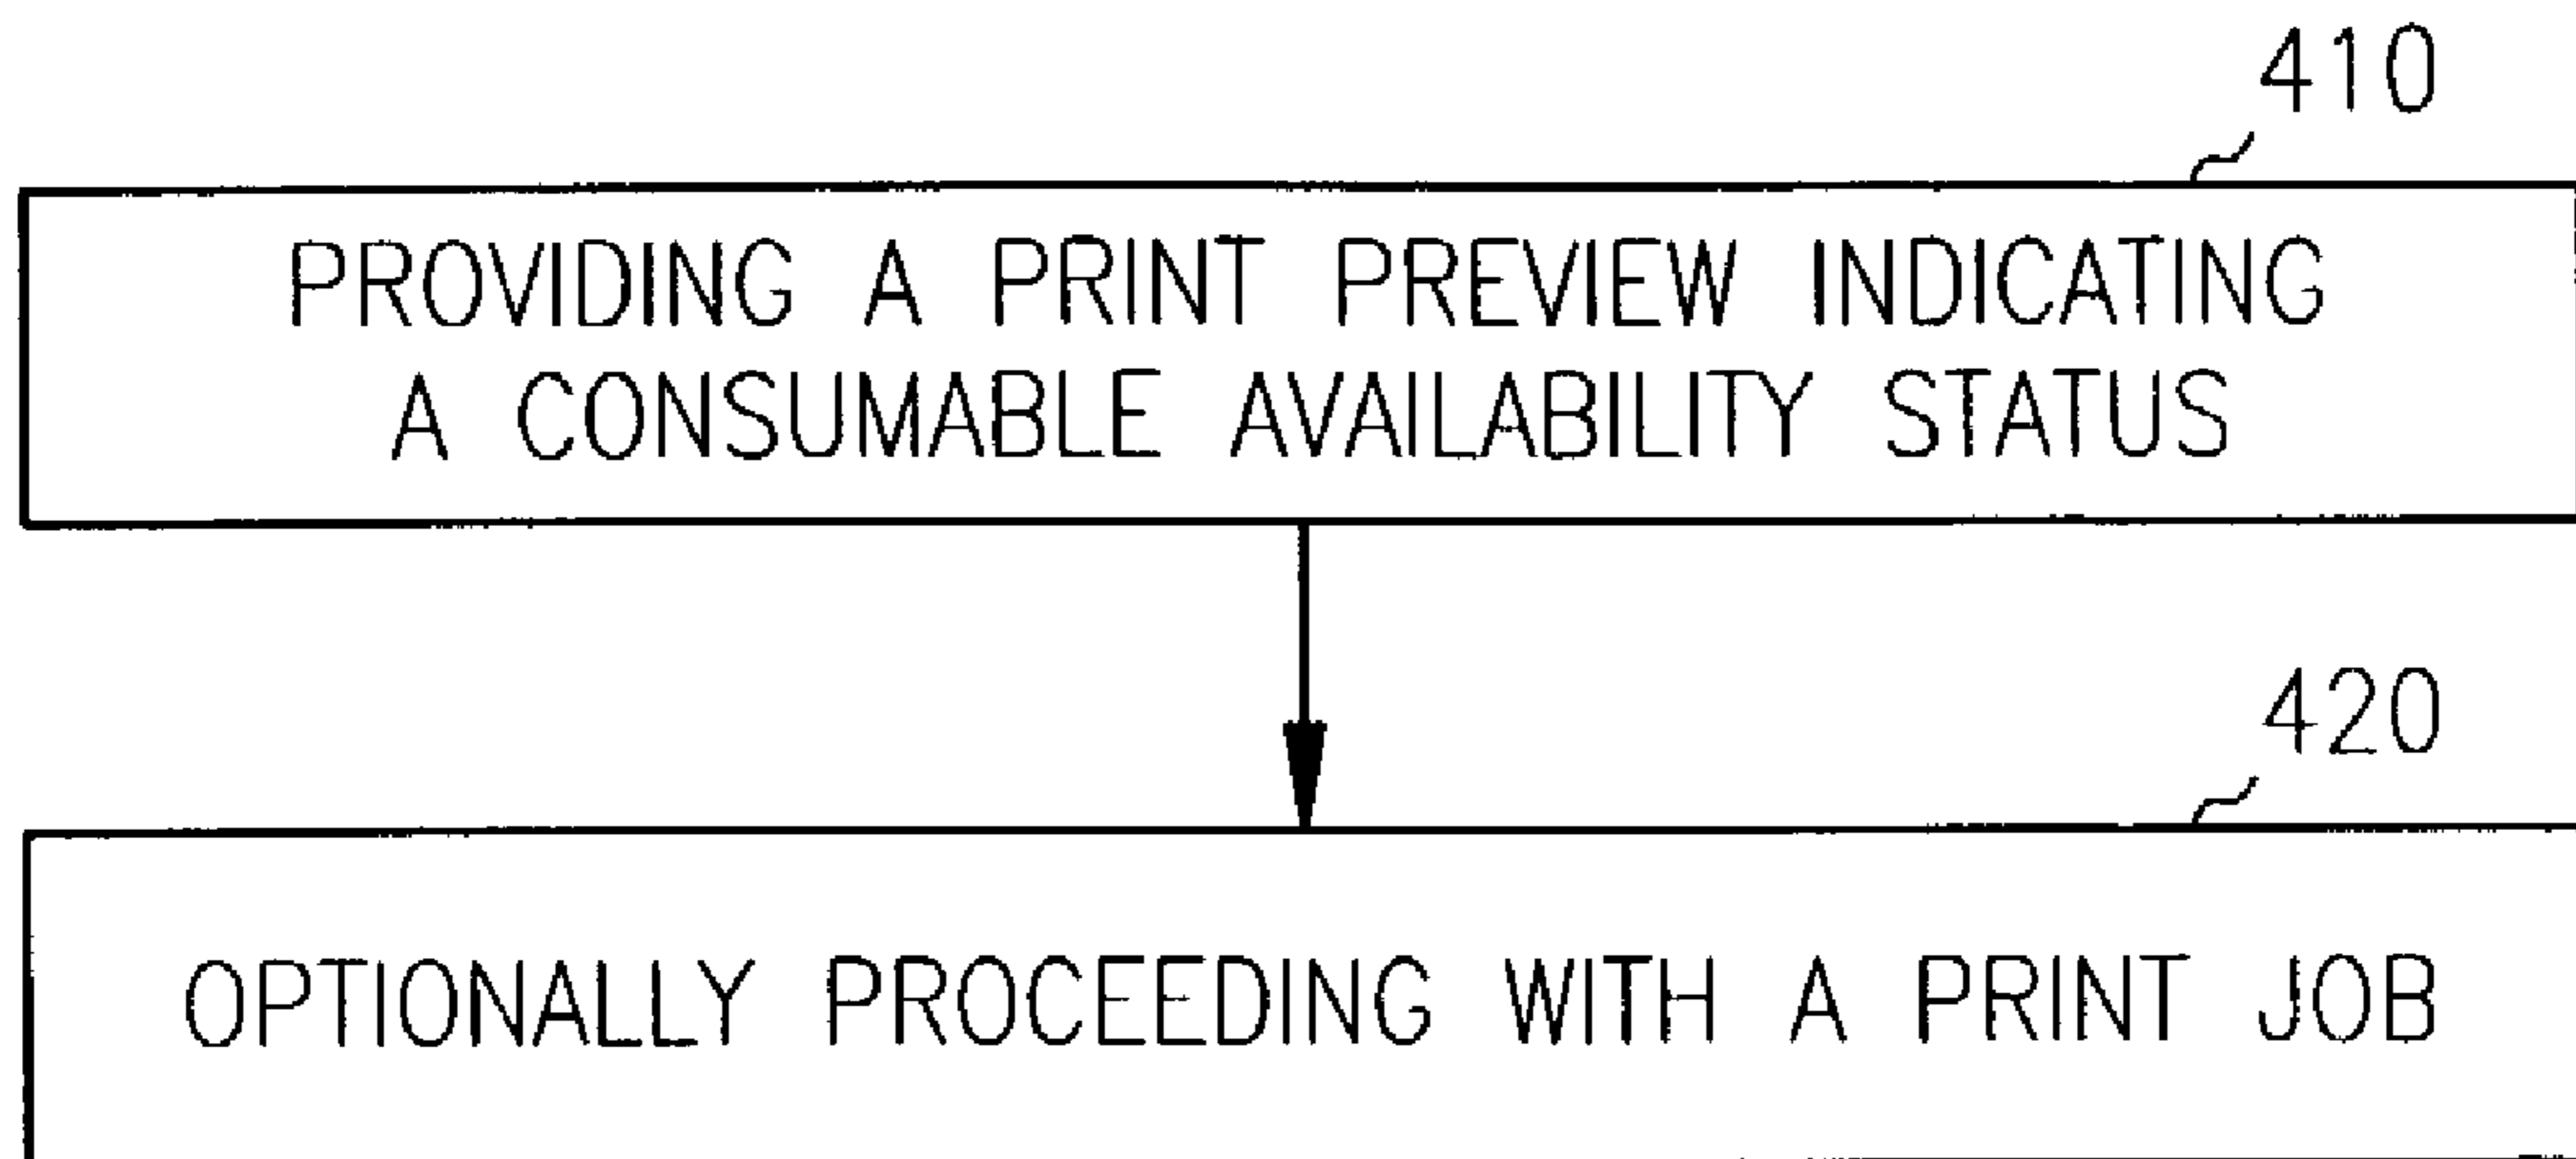 410
PROVIDING A PRINT PREVIEW INDICATING
A CONSUMABLE AVAILABILITY STATUS
420
OPTIONALLY PROCEEDING WITH A PRINT JOB